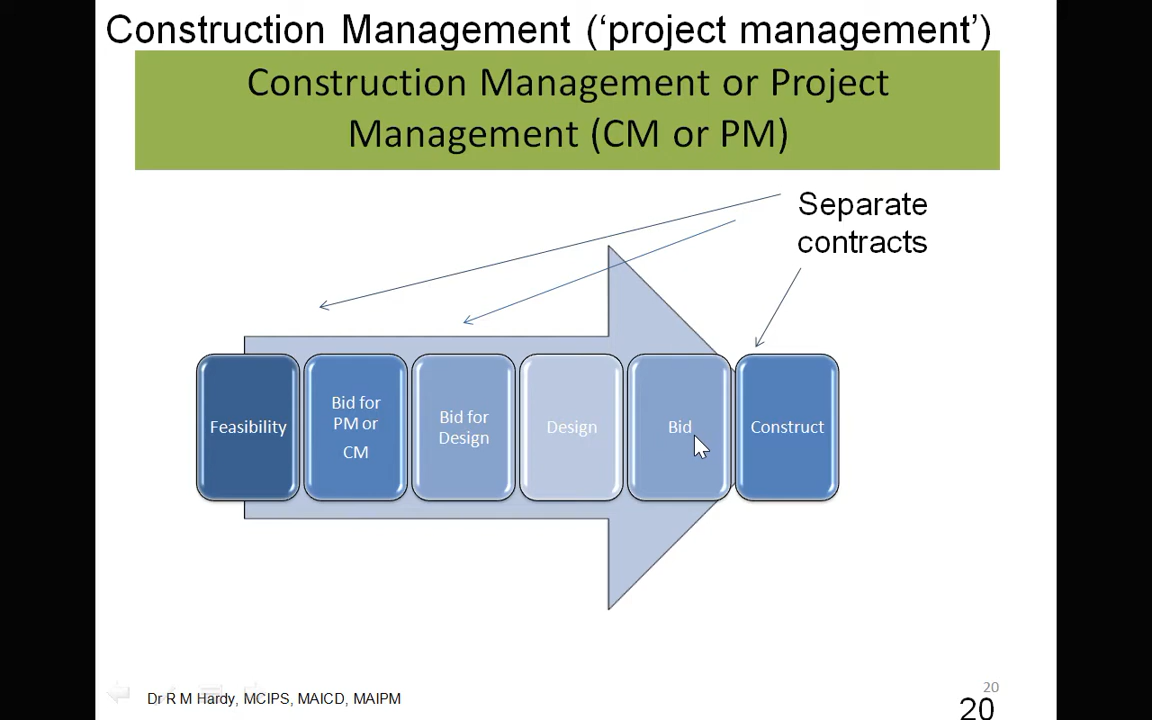 Construction Management (‘project management’)
Construction Management or Project
Management (CM or PM)
Separate
contracts
Feasibility
Bid for
PM or
CM
Bid for
Design
Design
Bid
Construct
Dr R M Hardy, MCIPS, MAICD, MAIPM
20
20